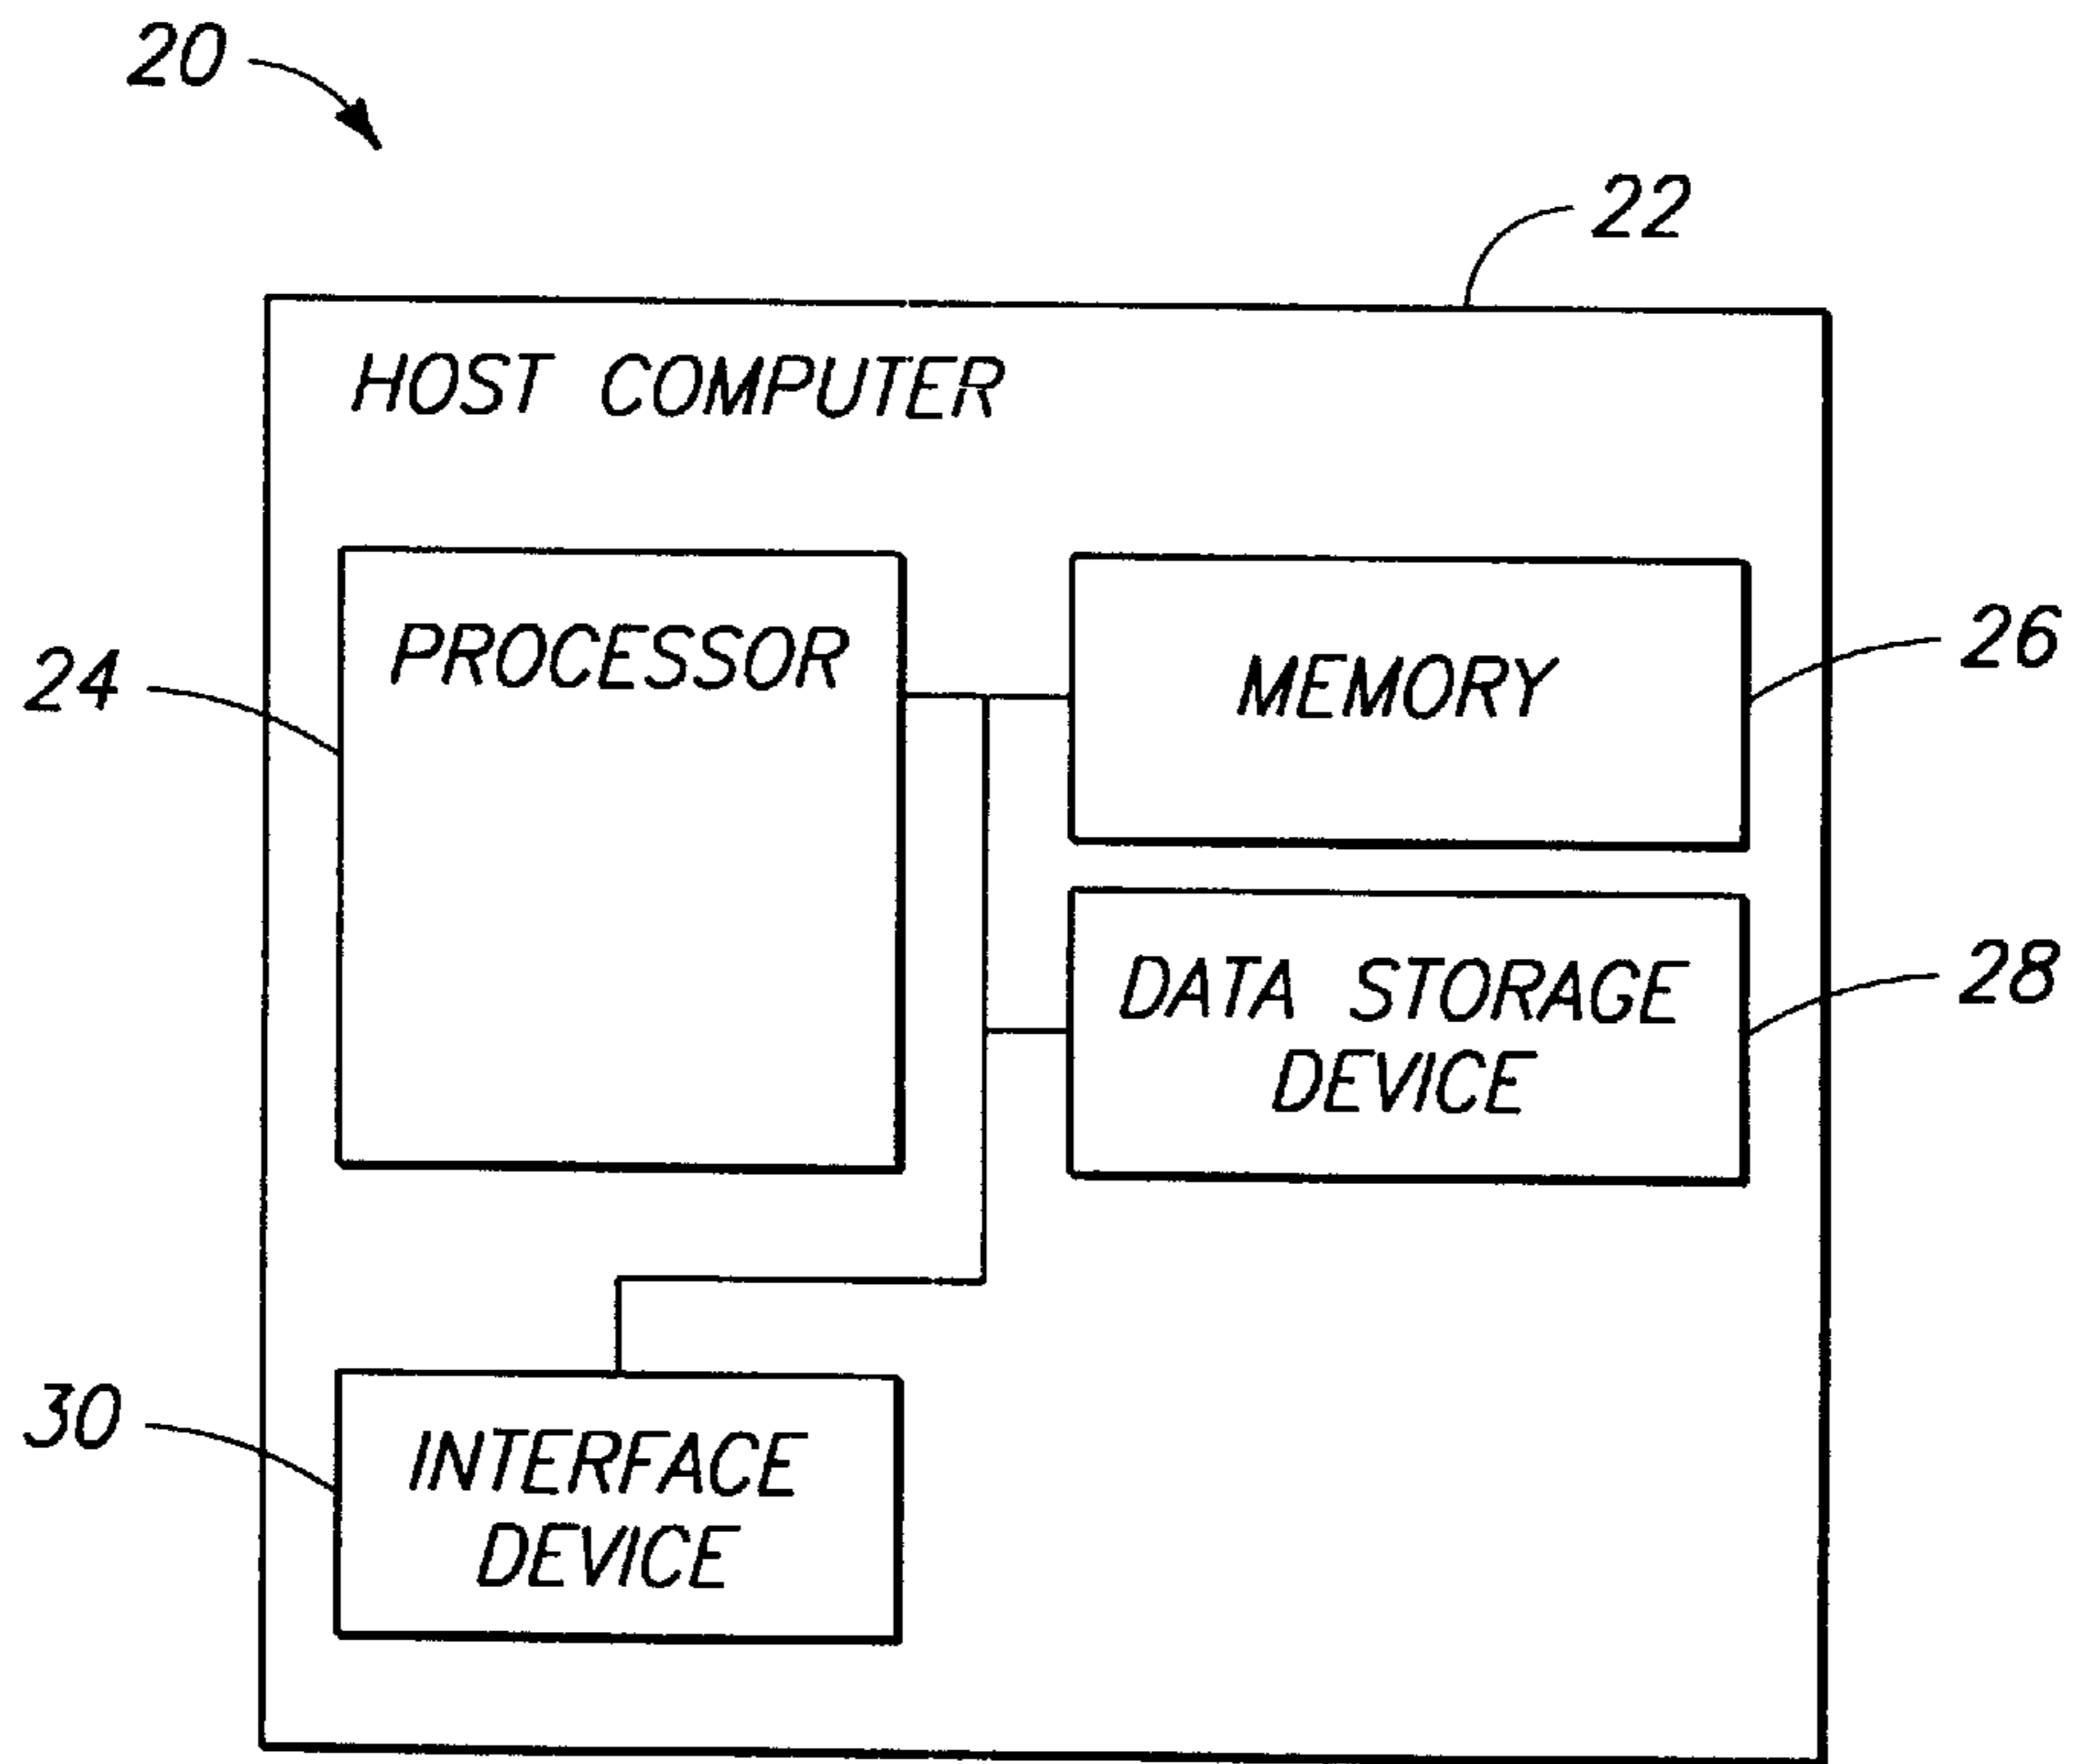 20
22
HOST COMPUTER
PROCESSOR
24
MEMORY
26
DATA STORAGE
DEVICE
28
30
INTERFACE
DEVICE